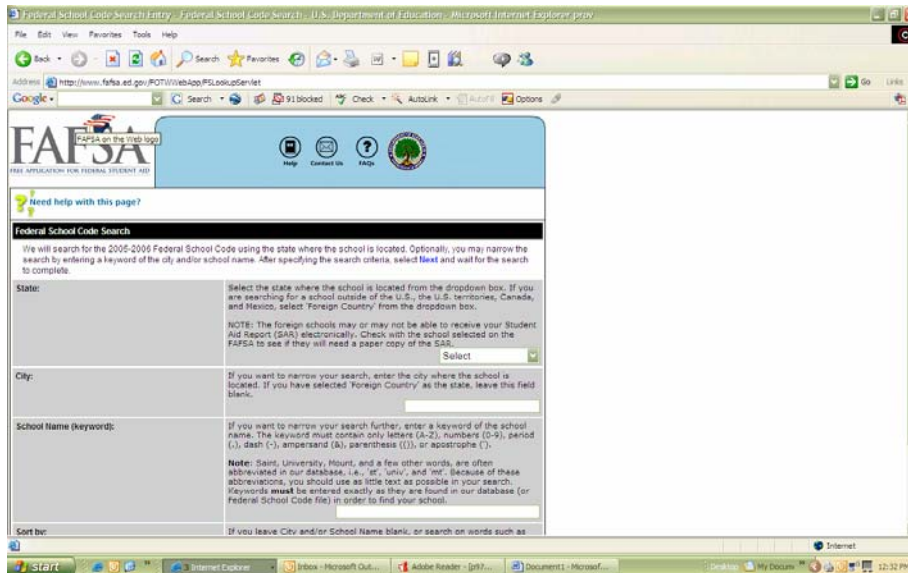 Federal School Code Search Entry - Federal School Code Search - U.S. Department of Education - Microsoft Internet Explorer prov
File Edit View Favorites Tools Help
Back Search Favorites
Address http://www.fafsa.ed.gov/FOTWWebApp/FSLookupServlet Go Links
Google Search 91 blocked Check AutoLink AutoFill Options
FAFSA
FAFSA on the Web logo
FREE APPLICATION FOR FEDERAL STUDENT AID
Help Contact Us FAQs
Need help with this page?
Federal School Code Search
We will search for the 2005-2006 Federal School Code using the state where the school is located. Optionally, you may narrow the
search by entering a keyword of the city and/or school name. After specifying the search criteria, select Next and wait for the search
to complete.
State:
Select the state where the school is located from the dropdown box. If you
are searching for a school outside of the U.S., the U.S. territories, Canada,
and Mexico, select 'Foreign Country' from the dropdown box.
NOTE: The foreign schools may or may not be able to receive your Student
Aid Report (SAR) electronically. Check with the school selected on the
FAFSA to see if they will need a paper copy of the SAR.
Select
City:
If you want to narrow your search, enter the city where the school is
located. If you have selected 'Foreign Country' as the state, leave this field
blank.
School Name (keyword):
If you want to narrow your search further, enter a keyword of the school
name. The keyword must contain only letters (A-Z), numbers (0-9), period
(.), dash (-), ampersand (&), parenthesis (()), or apostrophe (').
Note: Saint, University, Mount, and a few other words, are often
abbreviated in our database, i.e., 'st', 'univ', and 'mt'. Because of these
abbreviations, you should use as little text as possible in your search.
Keywords must be entered exactly as they are found in our database (or
Federal School Code file) in order to find your school.
Sort by:
If you leave City and/or School Name blank, or search on words such as
Internet
start Internet Explorer Inbox - Microsoft Out... Adobe Reader - [p97... Document1 - Microsof... Desktop My Docum 12:32 PM